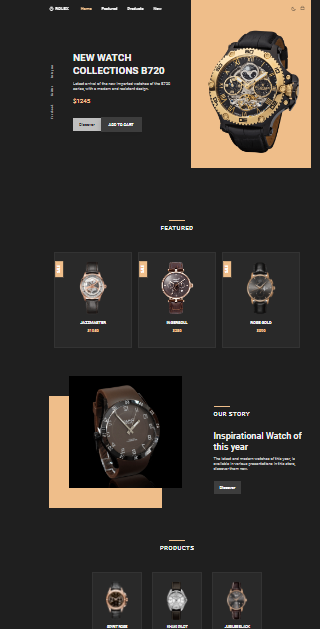 ROLEX
Home Featured Products New
NEW WATCH
COLLECTIONS B720
Latest arrival of the new imported watches of the B720
series, with a modern and resistant design.
$1245
Discover ADD TO CART
FEATURED
JAZZMASTER
INGERSOLL
ROSE GOLD
OUR STORY
Inspirational Watch of
this year
The latest and modern watches of this year, is
available in various presentations in this store,
discover them now.
Discover
PRODUCTS
SPIRIT ROSE
KHAKI PILOT
JUBILEE BLACK